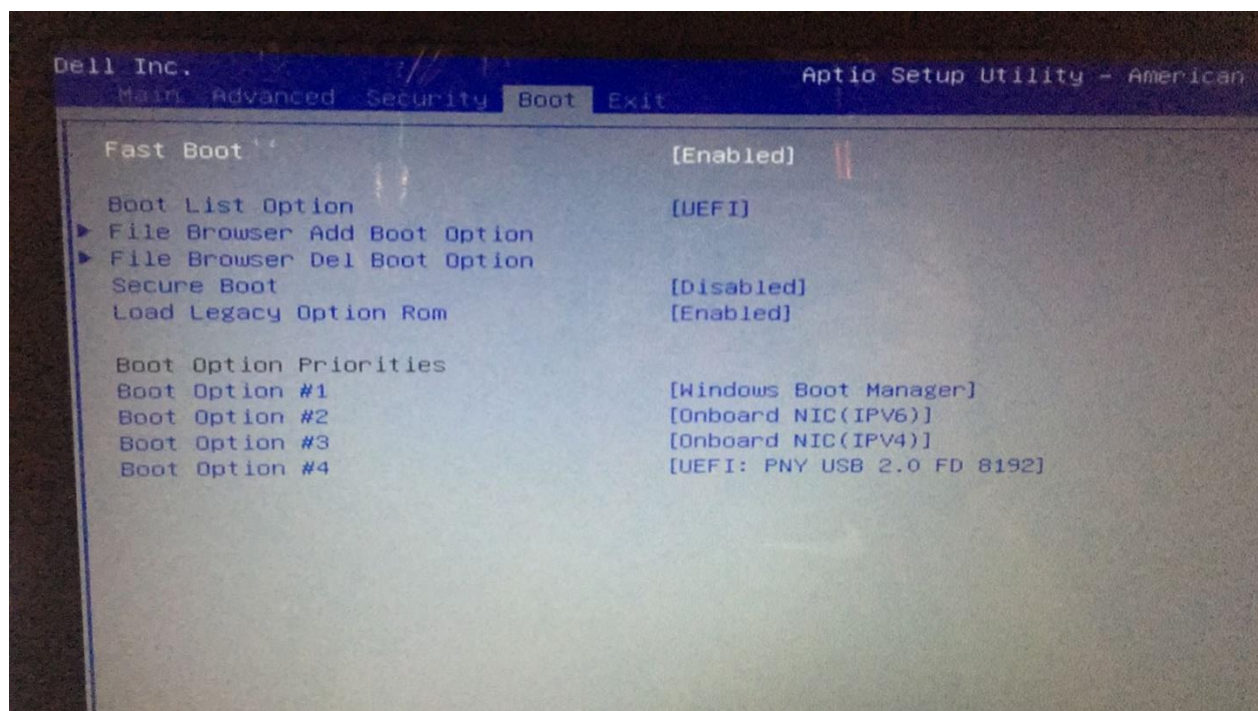 Dell Inc.
Aptio Setup Utility - American
Main Advanced Security Boot Exit
Fast Boot [Enabled]
Boot List Option [UEFI]
File Browser Add Boot Option
File Browser Del Boot Option
Secure Boot [Disabled]
Load Legacy Option Rom [Enabled]
Boot Option Priorities
Boot Option #1 [Windows Boot Manager]
Boot Option #2 [Onboard NIC(IPV6)]
Boot Option #3 [Onboard NIC(IPV4)]
Boot Option #4 [UEFI: PNY USB 2.0 FD 8192]